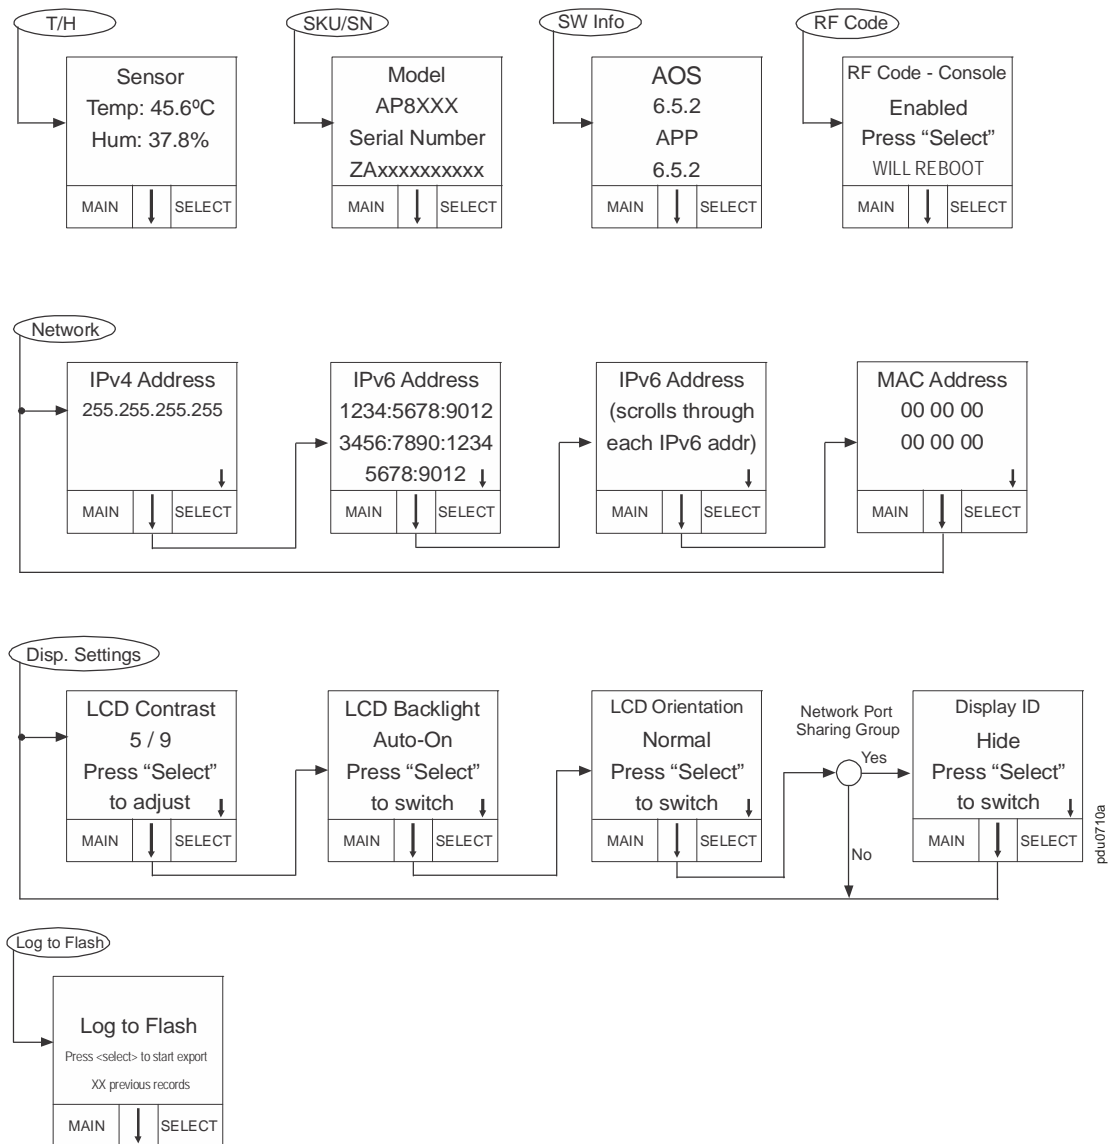 T/H
Sensor
Temp: 45.6ºC
Hum: 37.8%
MAIN
SELECT
SKU/SN
Model
AP8XXX
Serial Number
ZAxxxxxxxxxx
MAIN
SELECT
SW Info
AOS
6.5.2
APP
6.5.2
MAIN
SELECT
RF Code
RF Code - Console
Enabled
Press “Select”
WILL REBOOT
MAIN
SELECT
Network
IPv4 Address
255.255.255.255
MAIN
SELECT
IPv6 Address
1234:5678:9012
3456:7890:1234
5678:9012
MAIN
SELECT
IPv6 Address
(scrolls through
each IPv6 addr)
MAIN
SELECT
MAC Address
00 00 00
00 00 00
MAIN
SELECT
Disp. Settings
LCD Contrast
5 / 9
Press “Select”
to adjust
MAIN
SELECT
LCD Backlight
Auto-On
Press “Select”
to switch
MAIN
SELECT
LCD Orientation
Normal
Press “Select”
to switch
MAIN
SELECT
Network Port
Sharing Group
Yes
No
Display ID
Hide
Press “Select”
to switch
MAIN
SELECT
pdu0710a
Log to Flash
Log to Flash
Press <select> to start export
XX previous records
MAIN
SELECT